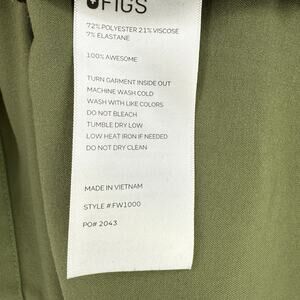 FIGS
72% POLYESTER 21% VISCOSE
7% ELASTANE
100% AWESOME
TURN GARMENT INSIDE OUT
MACHINE WASH COLD
WASH WITH LIKE COLORS
DO NOT BLEACH
TUMBLE DRY LOW
LOW HEAT IRON IF NEEDED
DO NOT DRY CLEAN
MADE IN VIETNAM
STYLE #FW1000
PO# 2043